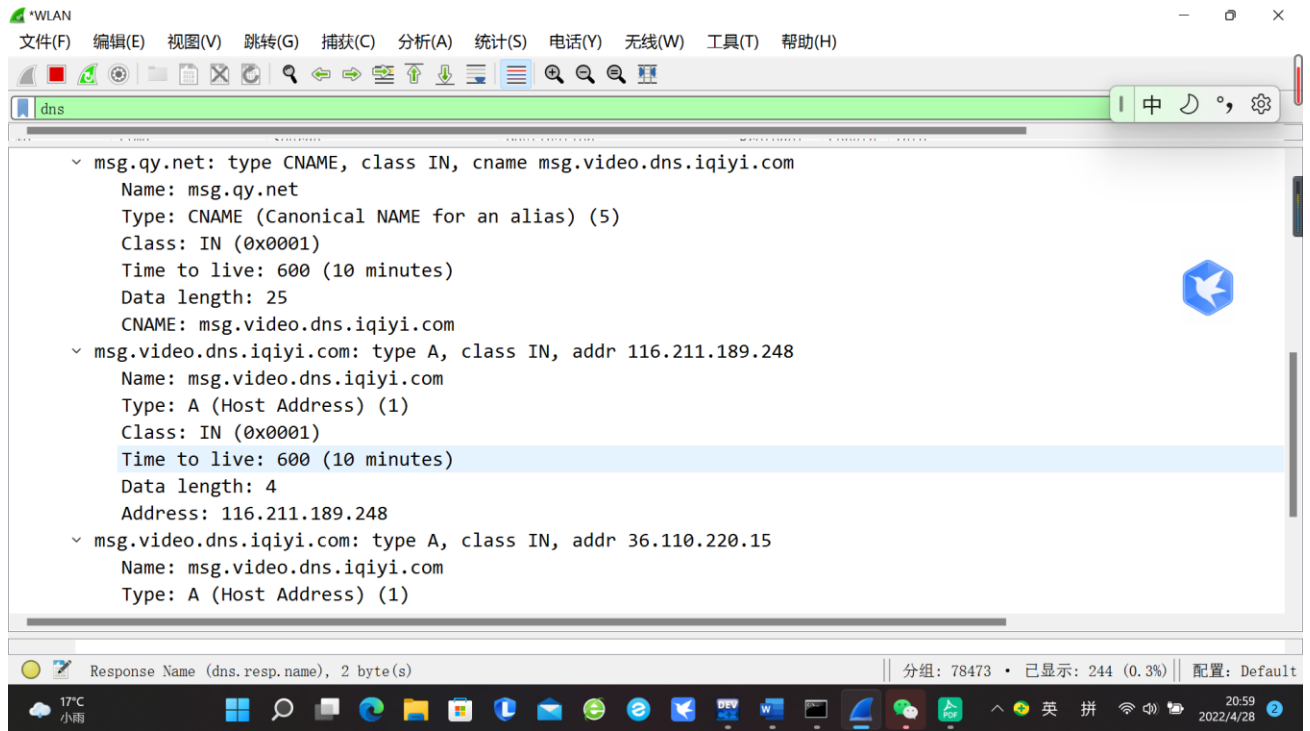 *WLAN
文件(F) 编辑(E) 视图(V) 跳转(G) 捕获(C) 分析(A) 统计(S) 电话(Y) 无线(W) 工具(T) 帮助(H)
dns
中
msg.qy.net: type CNAME, class IN, cname msg.video.dns.iqiyi.com
Name: msg.qy.net
Type: CNAME (Canonical NAME for an alias) (5)
Class: IN (0x0001)
Time to live: 600 (10 minutes)
Data length: 25
CNAME: msg.video.dns.iqiyi.com
msg.video.dns.iqiyi.com: type A, class IN, addr 116.211.189.248
Name: msg.video.dns.iqiyi.com
Type: A (Host Address) (1)
Class: IN (0x0001)
Time to live: 600 (10 minutes)
Data length: 4
Address: 116.211.189.248
msg.video.dns.iqiyi.com: type A, class IN, addr 36.110.220.15
Name: msg.video.dns.iqiyi.com
Type: A (Host Address) (1)
Response Name (dns.resp.name), 2 byte(s) 分组: 78473 · 已显示: 244 (0.3%) 配置: Default
17°C
小雨
DEV
W
PDF
英 拼
20:59
2022/4/28
2